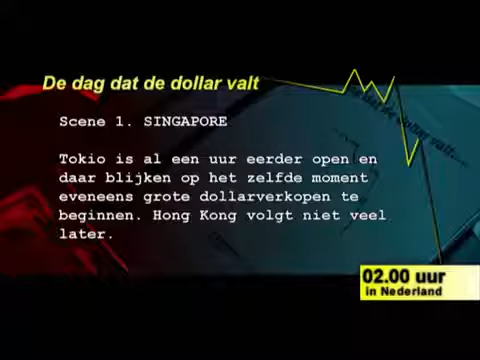 De dag dat de dollar valt
Scene 1. SINGAPORE
Tokio is al een uur eerder open en
daar blijken op het zelfde moment
eveneens grote dollarverkopen te
beginnen. Hong Kong volgt niet veel
later.
dollar valt...
02.00 uur
in Nederland